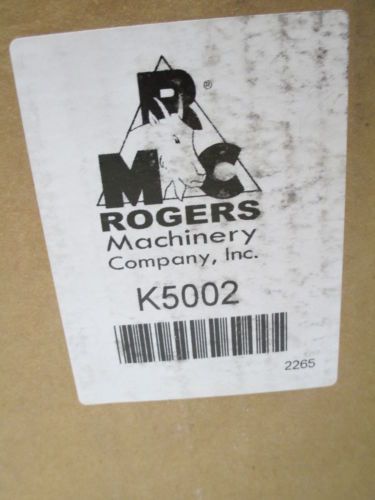 R®
M C
ROGERS
Machinery
Company, Inc.
K5002
2265